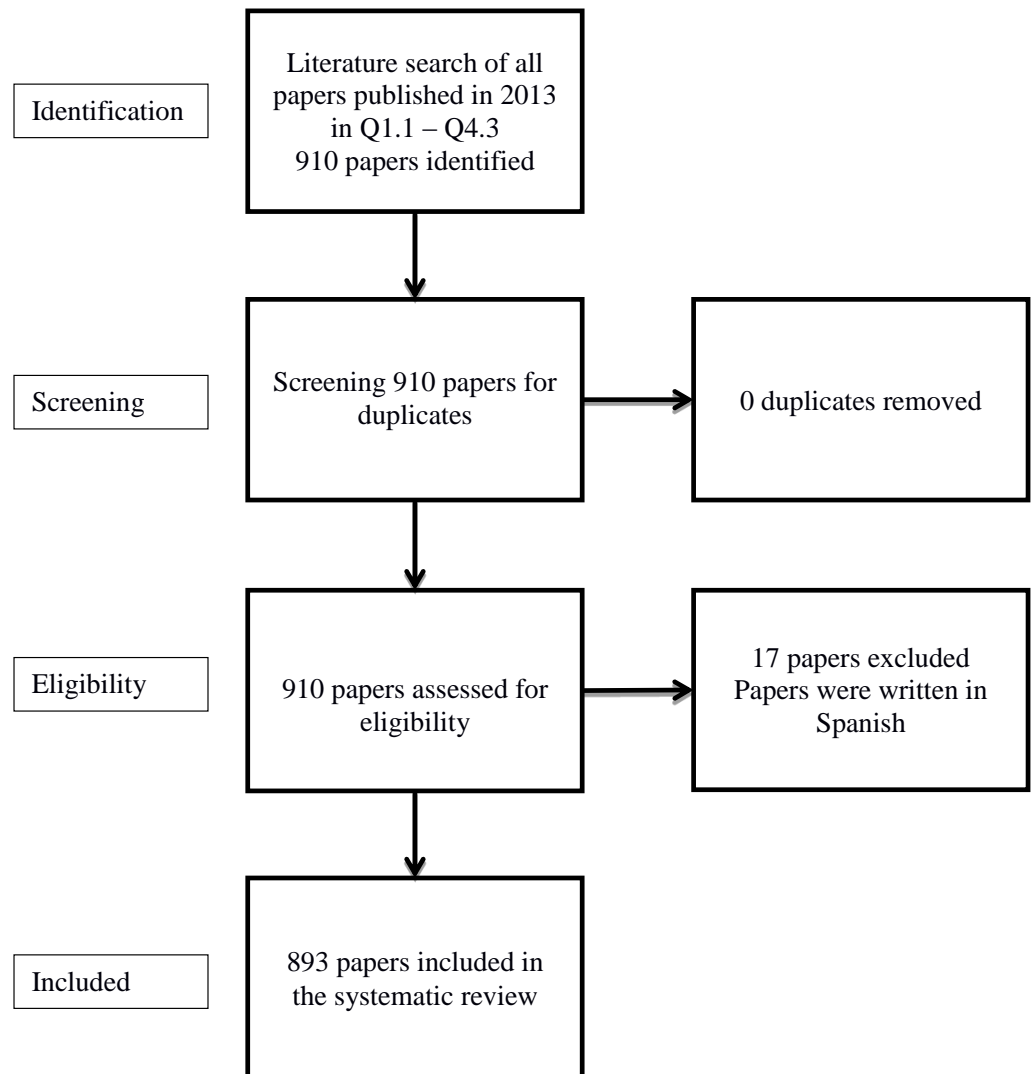 Identification
Literature search of all
papers published in 2013
in Q1.1 – Q4.3
910 papers identified
Screening
Screening 910 papers for
duplicates
0 duplicates removed
Eligibility
910 papers assessed for
eligibility
17 papers excluded
Papers were written in
Spanish
Included
893 papers included in
the systematic review